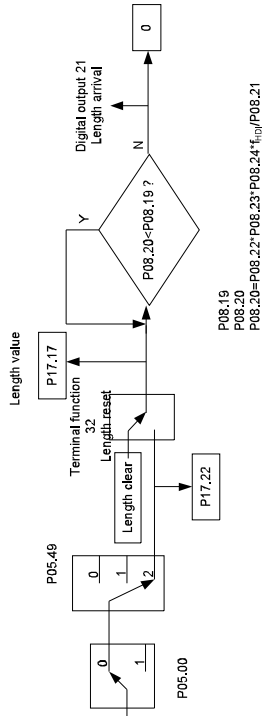 P05.00
0
1
P05.49
0
1
2
P17.22
Length clear
Terminal function
32
Length reset
Length value
P17.17
Y
P08.20<P08.19 ?
N
Digital output 21
Length arrival
0
P08.19
P08.20
P08.20=P08.22*P08.23*P08.24*fHDI/P08.21